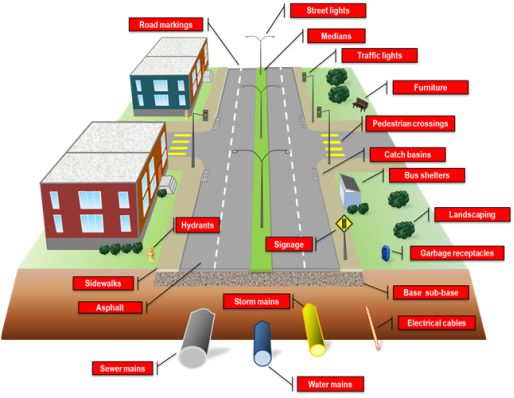 Street lights
Road markings
Medians
Traffic lights
Furniture
Pedestrian crossings
Catch basins
Bus shelters
Landscaping
Hydrants
Signage
Garbage receptacles
Sidewalks
Base sub-base
Storm mains
Asphalt
Electrical cables
Sewer mains
Water mains